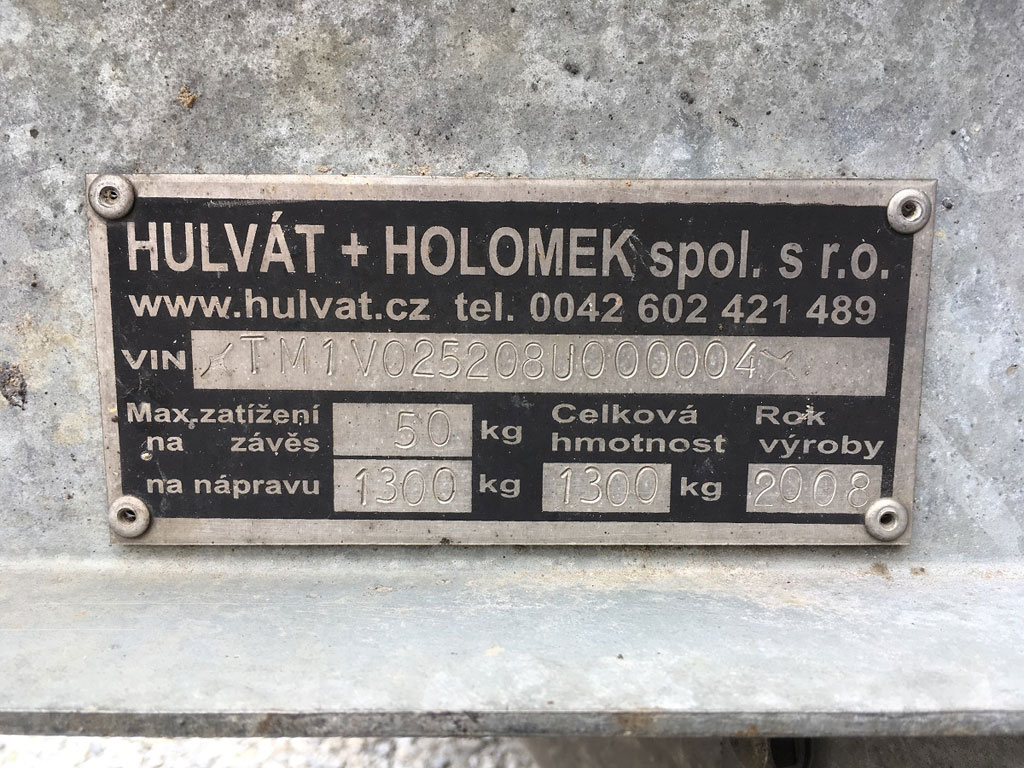 HULVÁT + HOLOMEK spol. s r.o.
www.hulvat.cz tel. 0042 602 421 489
VIN TM1V025208U000004
Max.zatížení
na závěs 50 kg
na nápravu 1300 kg
Celková
hmotnost
1300 kg
Rok
výroby
2008